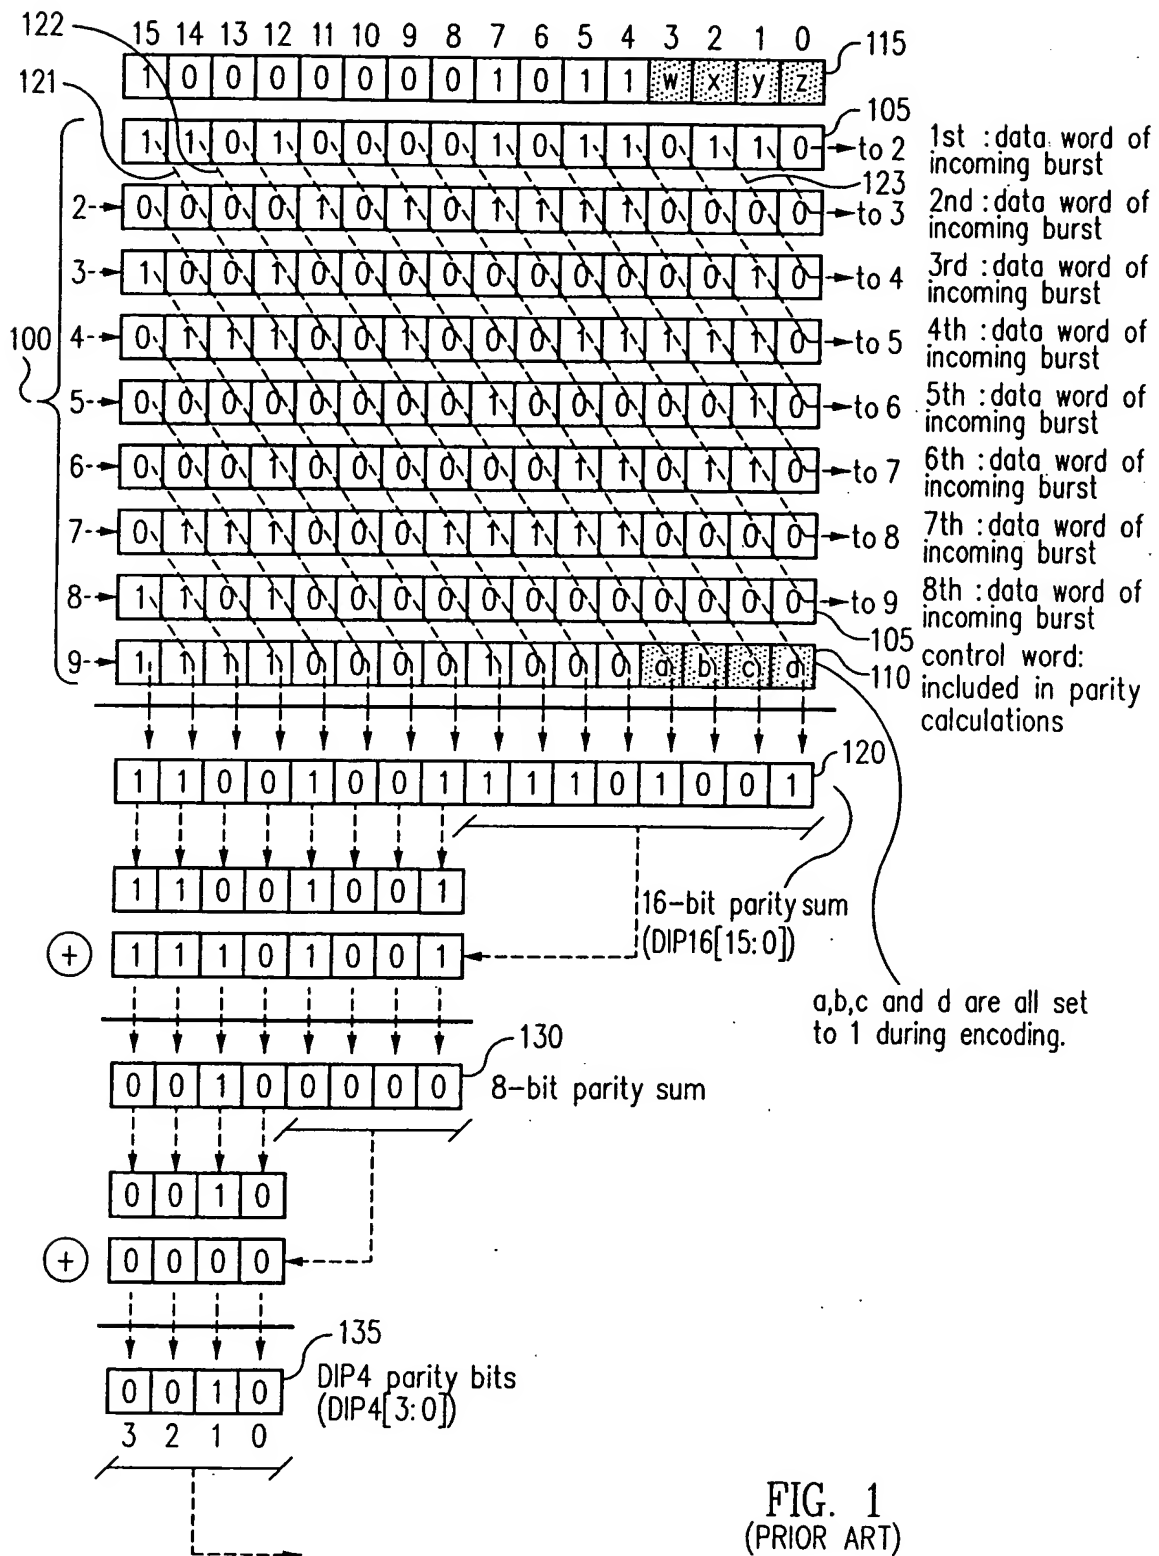 122
15 14 13 12 11 10 9 8 7 6 5 4 3 2 1 0
115
1 0 0 0 0 0 0 0 1 0 1 1 w x y z
121
105
1 1 0 1 0 0 0 0 1 0 1 1 0 1 1 0 to 2
1st : data word of
incoming burst
123
2 0 0 0 0 1 0 1 0 1 1 1 1 0 0 0 0 to 3
2nd : data word of
incoming burst
3 1 0 0 1 0 0 0 0 0 0 0 0 0 0 1 0 to 4
3rd : data word of
incoming burst
100
4 0 1 1 1 0 0 1 0 0 0 1 1 1 1 1 0 to 5
4th : data word of
incoming burst
5 0 0 0 0 0 0 0 0 1 0 0 0 0 0 1 0 to 6
5th : data word of
incoming burst
6 0 0 0 1 0 0 0 0 0 0 1 1 0 1 1 0 to 7
6th : data word of
incoming burst
7 0 1 1 1 0 0 0 1 1 1 1 1 0 0 0 0 to 8
7th : data word of
incoming burst
8 1 1 0 1 0 0 0 0 0 0 0 0 0 0 0 0 to 9
8th : data word of
incoming burst
105
9 1 1 1 1 0 0 0 0 1 0 0 0 a b c d
110
control word:
included in parity
calculations
120
1 1 0 0 1 0 0 1 1 1 1 0 1 0 0 1
1 1 0 0 1 0 0 1
16-bit parity sum
(DIP16[15:0])
+ 1 1 1 0 1 0 0 1
a,b,c and d are all set
to 1 during encoding.
130
0 0 1 0 0 0 0 0
8-bit parity sum
0 0 1 0
+ 0 0 0 0
135
0 0 1 0
DIP4 parity bits
(DIP4[3:0])
3 2 1 0
FIG. 1
(PRIOR ART)